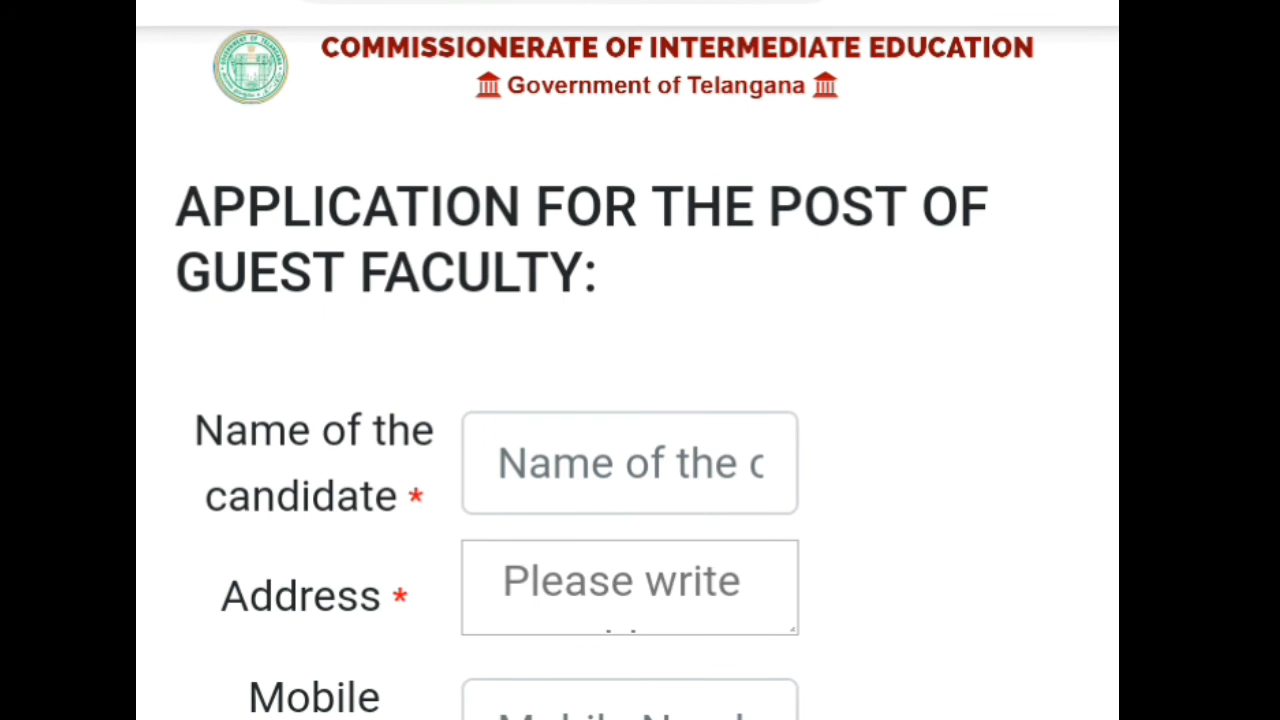 COMMISSIONERATE OF INTERMEDIATE EDUCATION
Government of Telangana
APPLICATION FOR THE POST OF
GUEST FACULTY:
Name of the
candidate *
Name of the c
Address *
Please write
Mobile